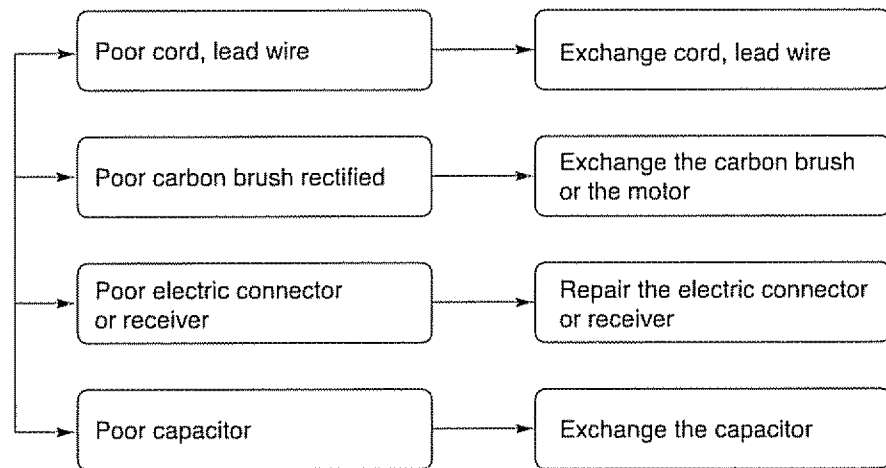 Poor cord, lead wire
Exchange cord, lead wire
Poor carbon brush rectified
Exchange the carbon brush
or the motor
Poor electric connector
or receiver
Repair the electric connector
or receiver
Poor capacitor
Exchange the capacitor